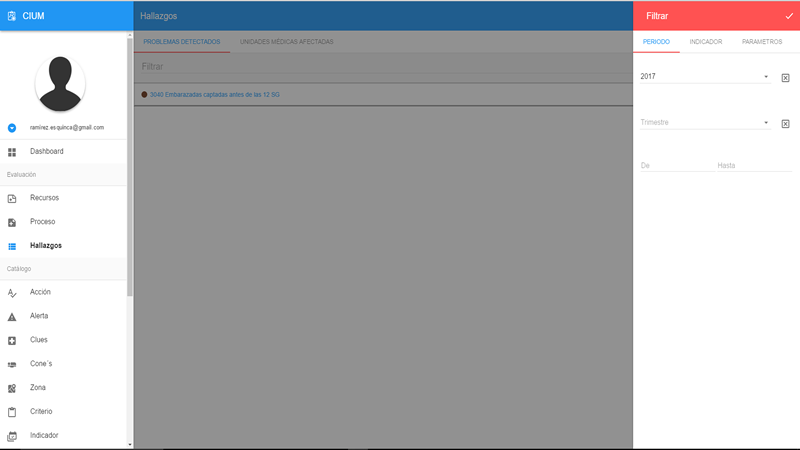 CIUM
ramirez.esquinca@gmail.com
Dashboard
Evaluación
Recursos
Proceso
Hallazgos
Catálogo
Acción
Alerta
Clues
Cone´s
Zona
Criterio
Indicador
Hallazgos
PROBLEMAS DETECTADOS UNIDADES MÉDICAS AFECTADAS
Filtrar
3040 Embarazadas captadas antes de las 12 SG
Filtrar
PERIODO INDICADOR PARAMETROS
2017
Trimestre
De Hasta